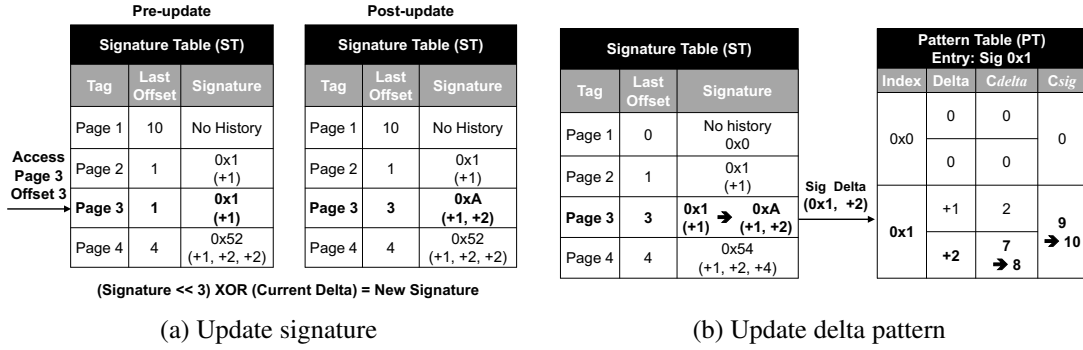 Pre-update
Post-update
Signature Table (ST)
Tag Last Offset Signature
Page 1 10 No History
Page 2 1 0x1 (+1)
Page 3 1 0x1 (+1)
Page 4 4 0x52 (+1, +2, +2)
Access
Page 3
Offset 3
Signature Table (ST)
Tag Last Offset Signature
Page 1 10 No History
Page 2 1 0x1 (+1)
Page 3 3 0xA (+1, +2)
Page 4 4 0x52 (+1, +2, +2)
(Signature << 3) XOR (Current Delta) = New Signature
(a) Update signature
Signature Table (ST)
Tag Last Offset Signature
Page 1 0 No history 0x0
Page 2 1 0x1 (+1)
Page 3 3 0x1 (+1) ➔ 0xA (+1, +2)
Page 4 4 0x54 (+1, +2, +4)
Sig Delta
(0x1, +2)
Pattern Table (PT)
Entry: Sig 0x1
Index Delta Cdelta Csig
0x0 0 0 0
0 0
0x1 +1 2 9 ➔ 10
+2 7 ➔ 8
(b) Update delta pattern